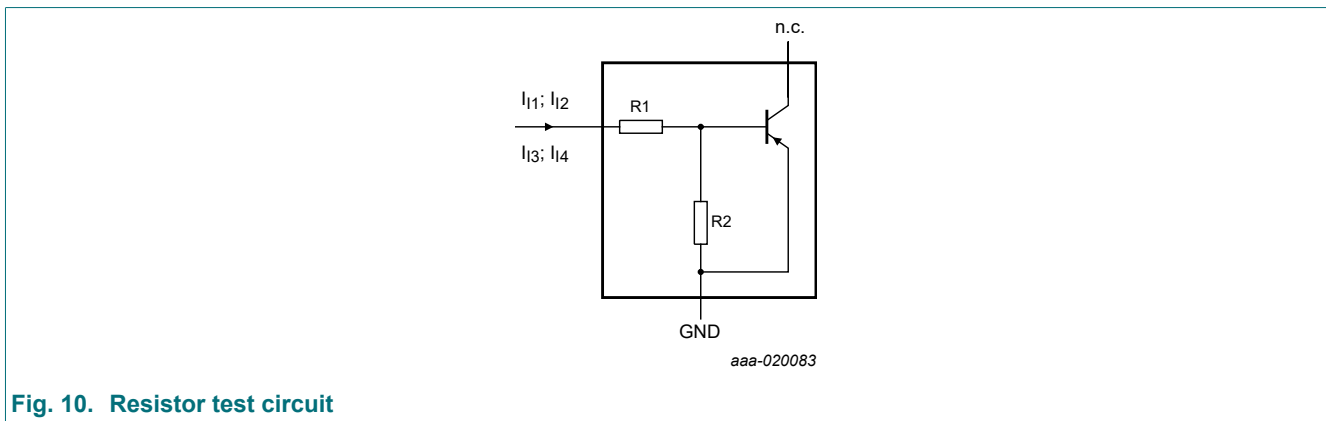 n.c.
I_I1; I_I2
R1
I_I3; I_I4
R2
GND
aaa-020083
Fig. 10. Resistor test circuit